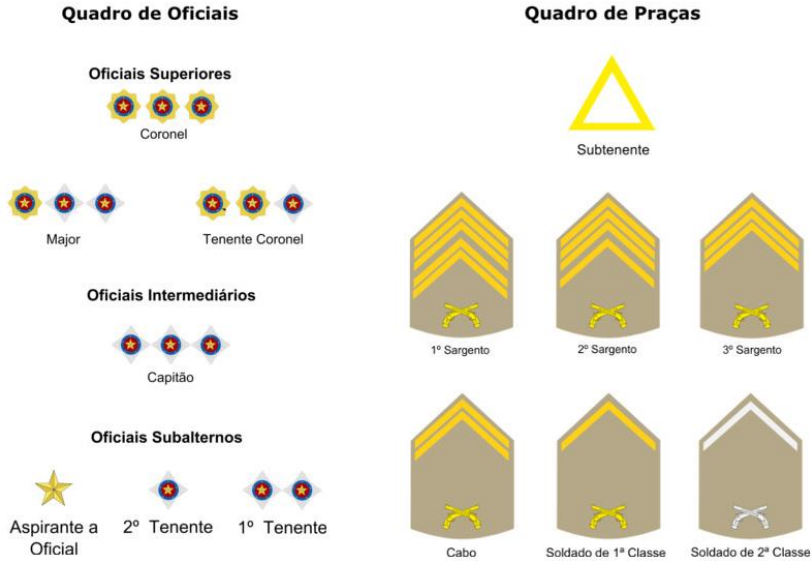 Quadro de Oficiais
Oficiais Superiores
Coronel
Major
Tenente Coronel
Oficiais Intermediários
Capitão
Oficiais Subalternos
Aspirante a
Oficial
2º Tenente
1º Tenente
Quadro de Praças
Subtenente
1º Sargento
2º Sargento
3º Sargento
Cabo
Soldado de 1ª Classe
Soldado de 2ª Classe